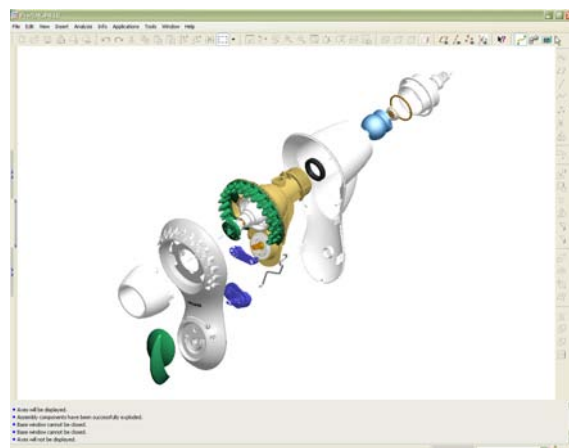 File Edit View Insert Analysis Info Applications Tools Window Help
Axes will be displayed.
Assembly components have been successfully exploded.
Base window cannot be closed.
Base window cannot be closed.
Axes will not be displayed.